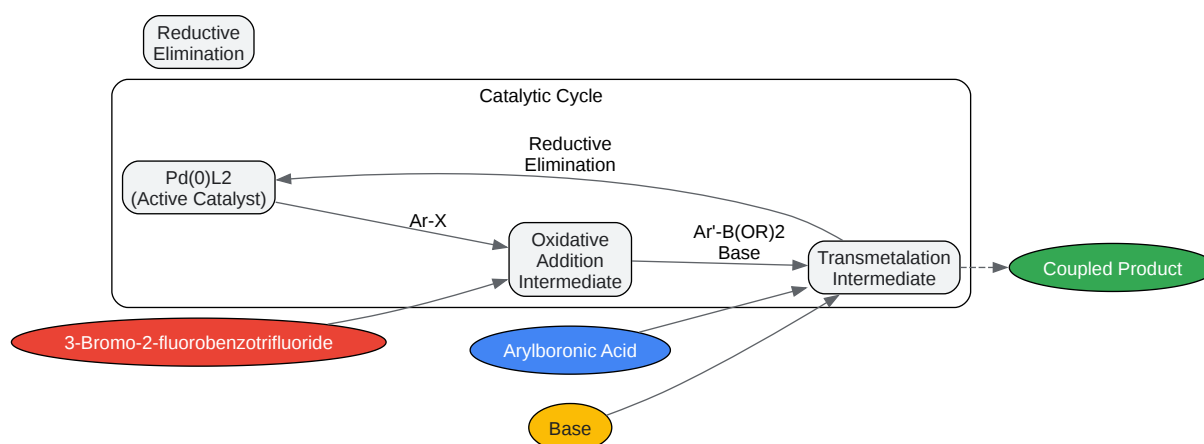 Reductive
Elimination
Catalytic Cycle
Reductive
Elimination
Pd(0)L2
(Active Catalyst)
Ar-X
Oxidative
Addition
Intermediate
Ar'-B(OR)2
Base
Transmetalation
Intermediate
Coupled Product
3-Bromo-2-fluorobenzotrifluoride
Arylboronic Acid
Base